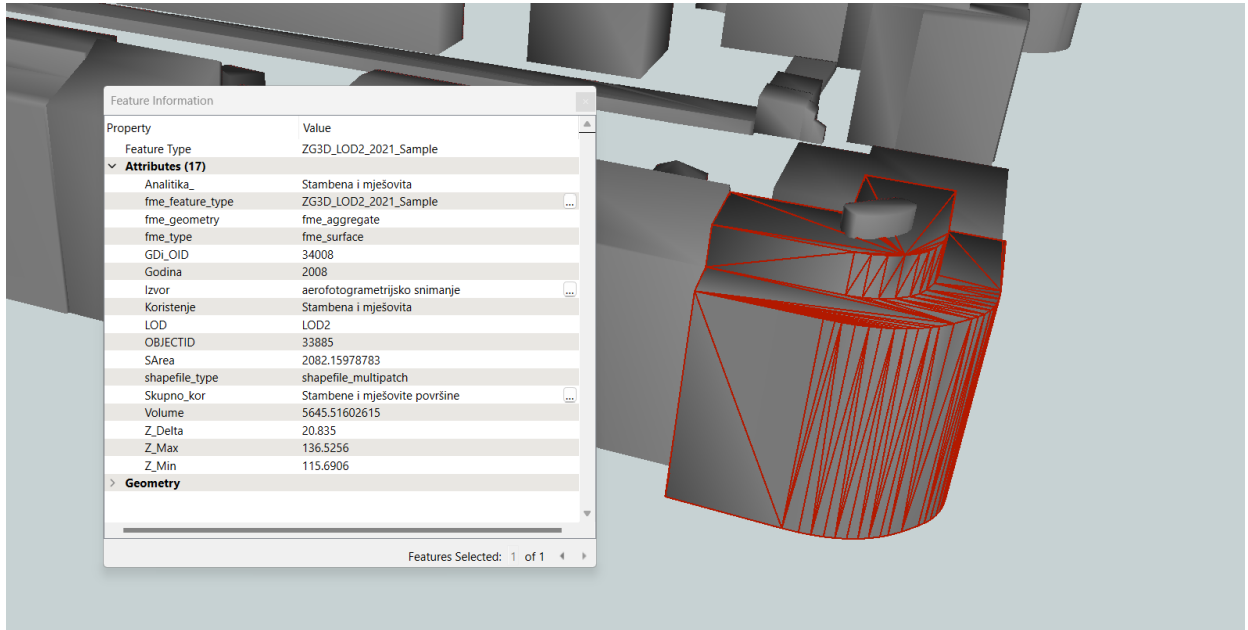 Feature Information
Property Value
Feature Type ZG3D_LOD2_2021_Sample
Attributes (17)
Analitika_ Stambena i mješovita
fme_feature_type ZG3D_LOD2_2021_Sample ...
fme_geometry fme_aggregate
fme_type fme_surface
GDi_OID 34008
Godina 2008
Izvor aerofotogrametrijsko snimanje ...
Koristenje Stambena i mješovita
LOD LOD2
OBJECTID 33885
SArea 2082.15978783
shapefile_type shapefile_multipatch
Skupno_kor Stambene i mješovite površine ...
Volume 5645.51602615
Z_Delta 20.835
Z_Max 136.5256
Z_Min 115.6906
Geometry
Features Selected: 1 of 1